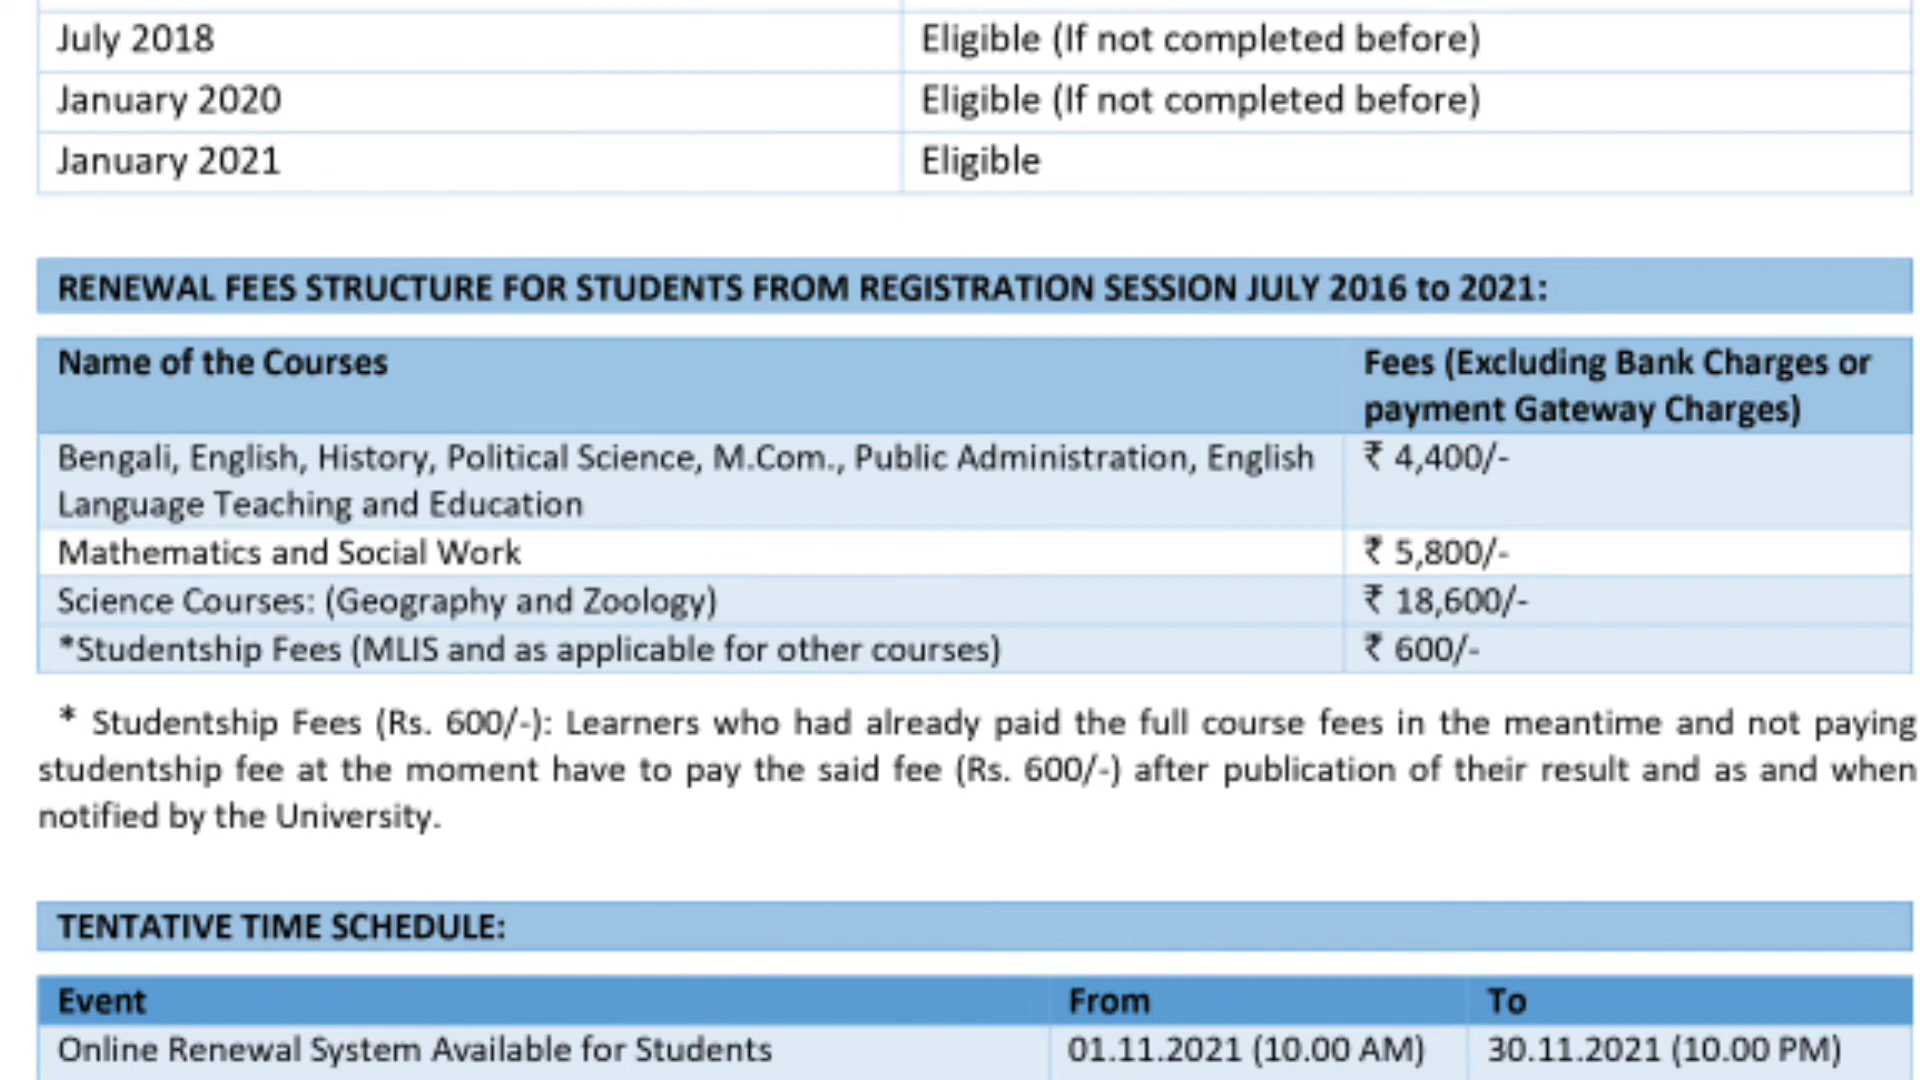 July 2018 Eligible (If not completed before)
January 2020 Eligible (If not completed before)
January 2021 Eligible
RENEWAL FEES STRUCTURE FOR STUDENTS FROM REGISTRATION SESSION JULY 2016 to 2021:
Name of the Courses Fees (Excluding Bank Charges or
payment Gateway Charges)
Bengali, English, History, Political Science, M.Com., Public Administration, English ₹ 4,400/-
Language Teaching and Education
Mathematics and Social Work ₹ 5,800/-
Science Courses: (Geography and Zoology) ₹ 18,600/-
*Studentship Fees (MLIS and as applicable for other courses) ₹ 600/-
* Studentship Fees (Rs. 600/-): Learners who had already paid the full course fees in the meantime and not paying
studentship fee at the moment have to pay the said fee (Rs. 600/-) after publication of their result and as and when
notified by the University.
TENTATIVE TIME SCHEDULE:
Event From To
Online Renewal System Available for Students 01.11.2021 (10.00 AM) 30.11.2021 (10.00 PM)